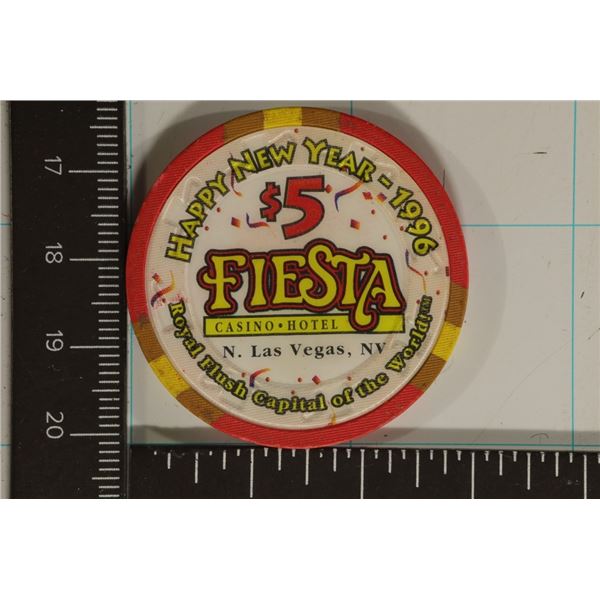 HAPPY NEW YEAR - 1996
$5
FIESTA
CASINO • HOTEL
N. LAS VEGAS, NV
Royal Flush Capital of the World!™
17
18
19
20